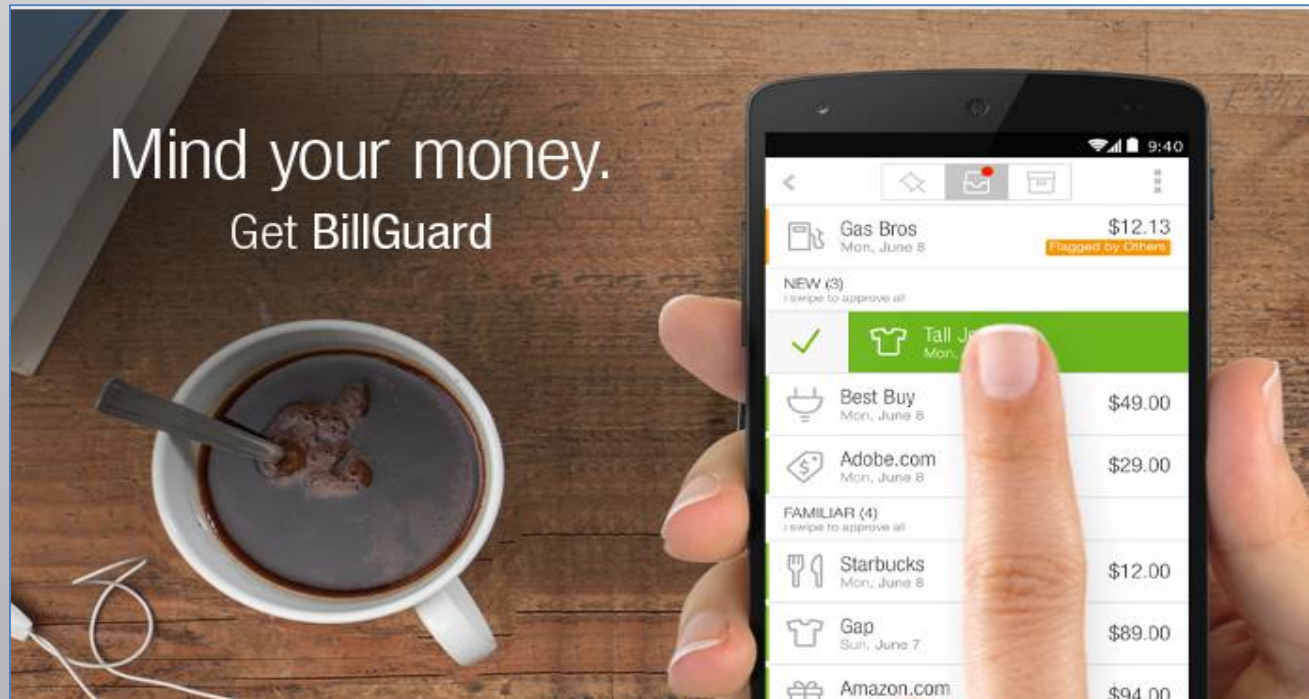 Mind your money.
Get BillGuard
9:40
Gas Bros
$12.13
Mon, June 8
Flagged by Others
NEW (3)
swipe to approve all
Tall
Mon,
Best Buy
$49.00
Mon, June 8
Adobe.com
$29.00
Mon, June 8
FAMILIAR (4)
swipe to approve all
Starbucks
$12.00
Mon, June 8
Gap
$89.00
Sun, June 7
Amazon.com
$94.00